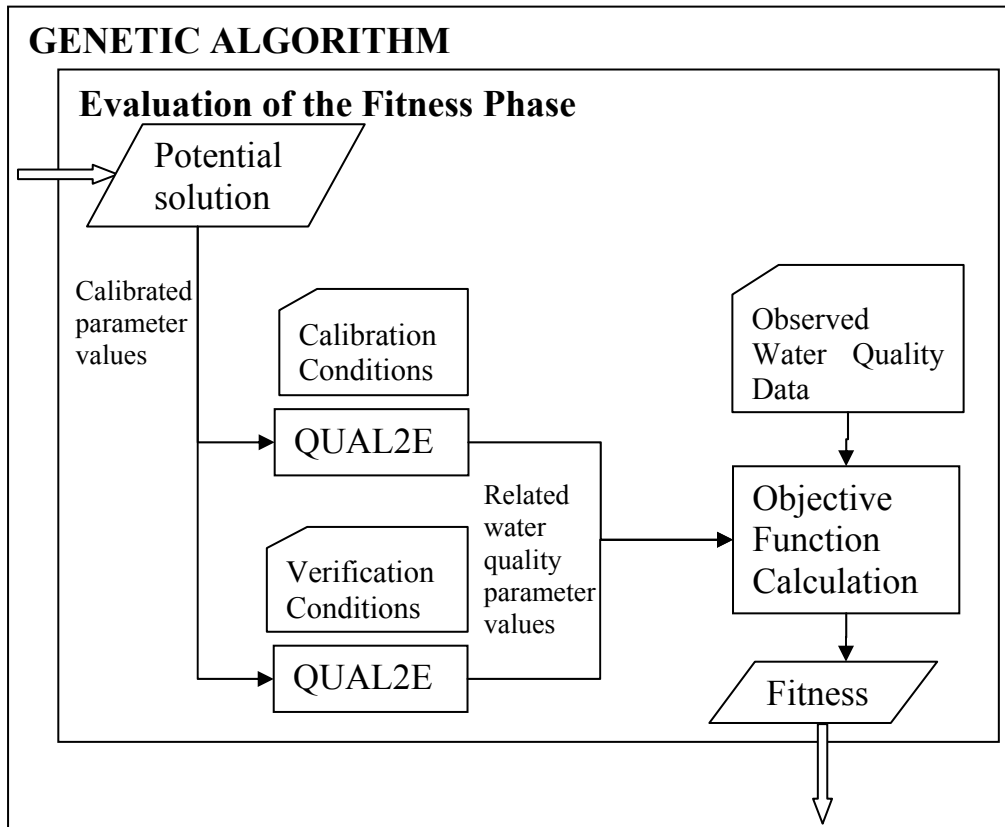 GENETIC ALGORITHM
Evaluation of the Fitness Phase
Potential
solution
Calibrated
parameter
values
Calibration
Conditions
QUAL2E
Verification
Conditions
QUAL2E
Related
water
quality
parameter
values
Observed
Water Quality
Data
Objective
Function
Calculation
Fitness